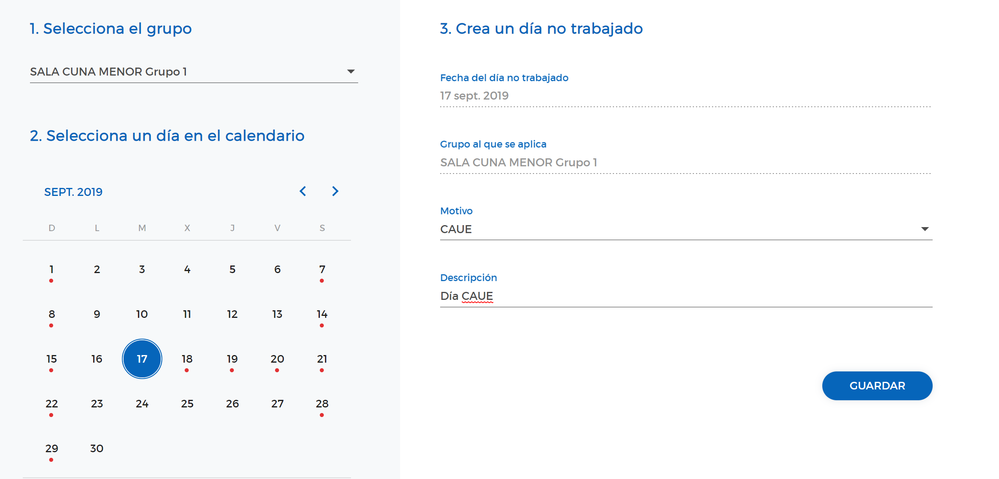 1. Selecciona el grupo
SALA CUNA MENOR Grupo 1
2. Selecciona un día en el calendario
SEPT. 2019
D L M X J V S
1 2 3 4 5 6 7
8 9 10 11 12 13 14
15 16 17 18 19 20 21
22 23 24 25 26 27 28
29 30
3. Crea un día no trabajado
Fecha del día no trabajado
17 sept. 2019
Grupo al que se aplica
SALA CUNA MENOR Grupo 1
Motivo
CAUE
Descripción
Día CAUE
GUARDAR